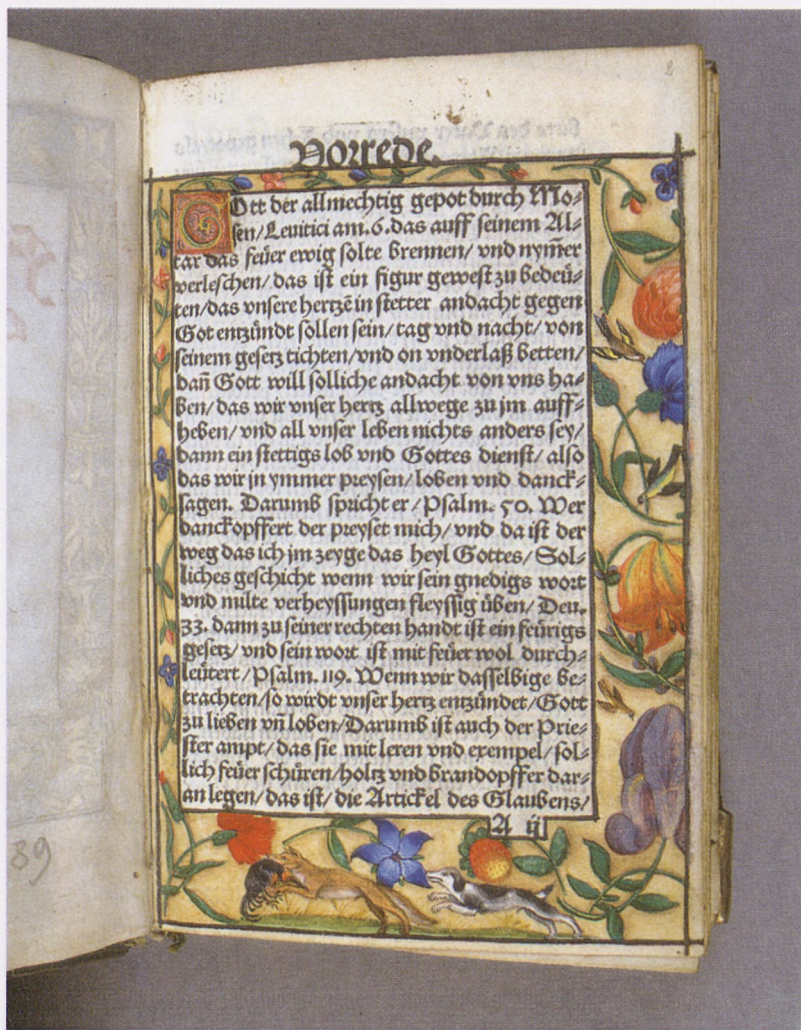 2
Vorrede.
GOtt der allmechtig gepot durch Mo⸗
sen/Leuitici am.6.das auff seinem Al⸗
tar das feüer ewig solte brennen/ vnd nym̄er
verleschen/das ist ein figur gewest zu bedeü⸗
ten/das vnsere hertzē in stetter andacht gegen
Got entzündt sollen sein/tag vnd nacht/ von
seinem gesetz tichten/vnd on vnderlaß betten/
dan̄ Gott will solliche andacht von vns ha⸗
ben/das wir vnser hertz allwege zu jm auff⸗
heben/ vnd all vnser leben nichts anders sey/
dann ein stettigs lob vnd Gottes dienst/ also
das wir jn ymmer preysen/ loben vnd danck⸗
sagen. Darumb spricht er/Psalm. 50. Wer
danckopffert der preyset mich/vnd da ist der
weg das ich jm zeyge das heyl Gottes/ Sol⸗
liches geschicht wenn wir sein gnedigs wort
vnd milte verheyssungen fleyssig üben/ Deu.
33. dann zu seiner rechten handt ist ein feürigs
gesetz/ vnd sein wort ist mit feüer wol durch⸗
leütert/Psalm. 119. Wenn wir dasselbige be⸗
trachten/so wirdt vnser hertz entzündet/Gott
zu lieben vn̄ loben/Darumb ist auch der Prie⸗
ster ampt/das sie mit leren vnd exempel/sol⸗
lich feüer schüren/holtz vnd brandopffer dar⸗
an legen/das ist/die Artickel des Glaubens/
A ij
89